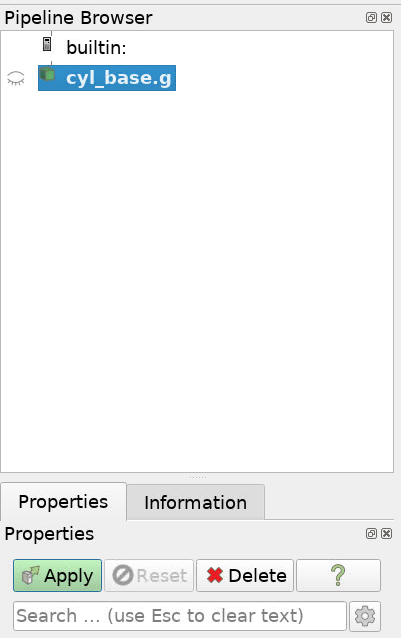 Pipeline Browser
builtin:
cyl_base.g
Properties Information
Properties
Apply Reset Delete ?
Search ... (use Esc to clear text)